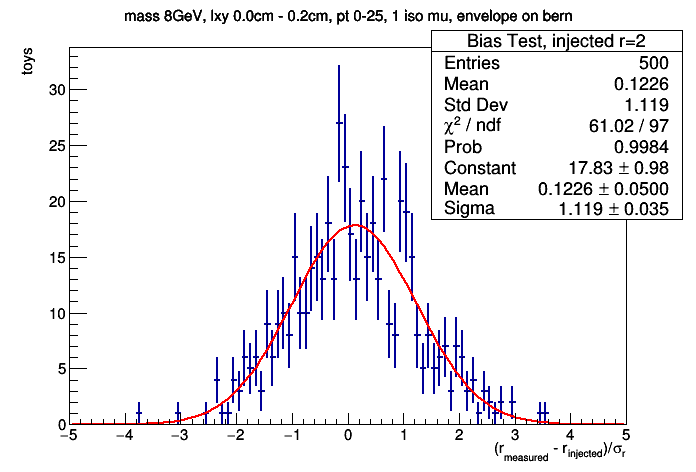 mass 8GeV, lxy 0.0cm - 0.2cm, pt 0-25, 1 iso mu, envelope on bern
Bias Test, injected r=2
Entries 500
Mean 0.1226
Std Dev 1.119
χ² / ndf 61.02 / 97
Prob 0.9984
Constant 17.83 ± 0.98
Mean 0.1226 ± 0.0500
Sigma 1.119 ± 0.035
toys
30
25
20
15
10
5
0
−5 −4 −3 −2 −1 0 1 2 3 4 5
(r_measured - r_injected)/σ_r